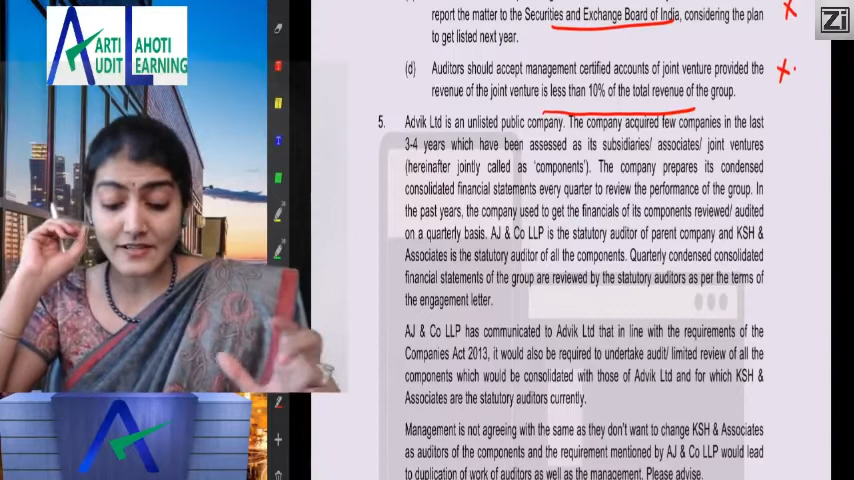 ARTI LAHOTI
AUDIT LEARNING
Zi
report the matter to the Securities and Exchange Board of India, considering the plan
to get listed next year.
(d) Auditors should accept management certified accounts of joint venture provided the
revenue of the joint venture is less than 10% of the total revenue of the group.
5. Advik Ltd is an unlisted public company. The company acquired few companies in the last
3-4 years which have been assessed as its subsidiaries/ associates/ joint ventures
(hereinafter jointly called as ‘components’). The company prepares its condensed
consolidated financial statements every quarter to review the performance of the group. In
the past years, the company used to get the financials of its components reviewed/ audited
on a quarterly basis. AJ & Co LLP is the statutory auditor of parent company and KSH &
Associates is the statutory auditor of all the components. Quarterly condensed consolidated
financial statements of the group are reviewed by the statutory auditors as per the terms of
the engagement letter.
AJ & Co LLP has communicated to Advik Ltd that in line with the requirements of the
Companies Act 2013, it would also be required to undertake audit/ limited review of all the
components which would be consolidated with those of Advik Ltd and for which KSH &
Associates are the statutory auditors currently.
Management is not agreeing with the same as they don’t want to change KSH & Associates
as auditors of the components and the requirement mentioned by AJ & Co LLP would lead
to duplication of work of auditors as well as the management. Please advise.